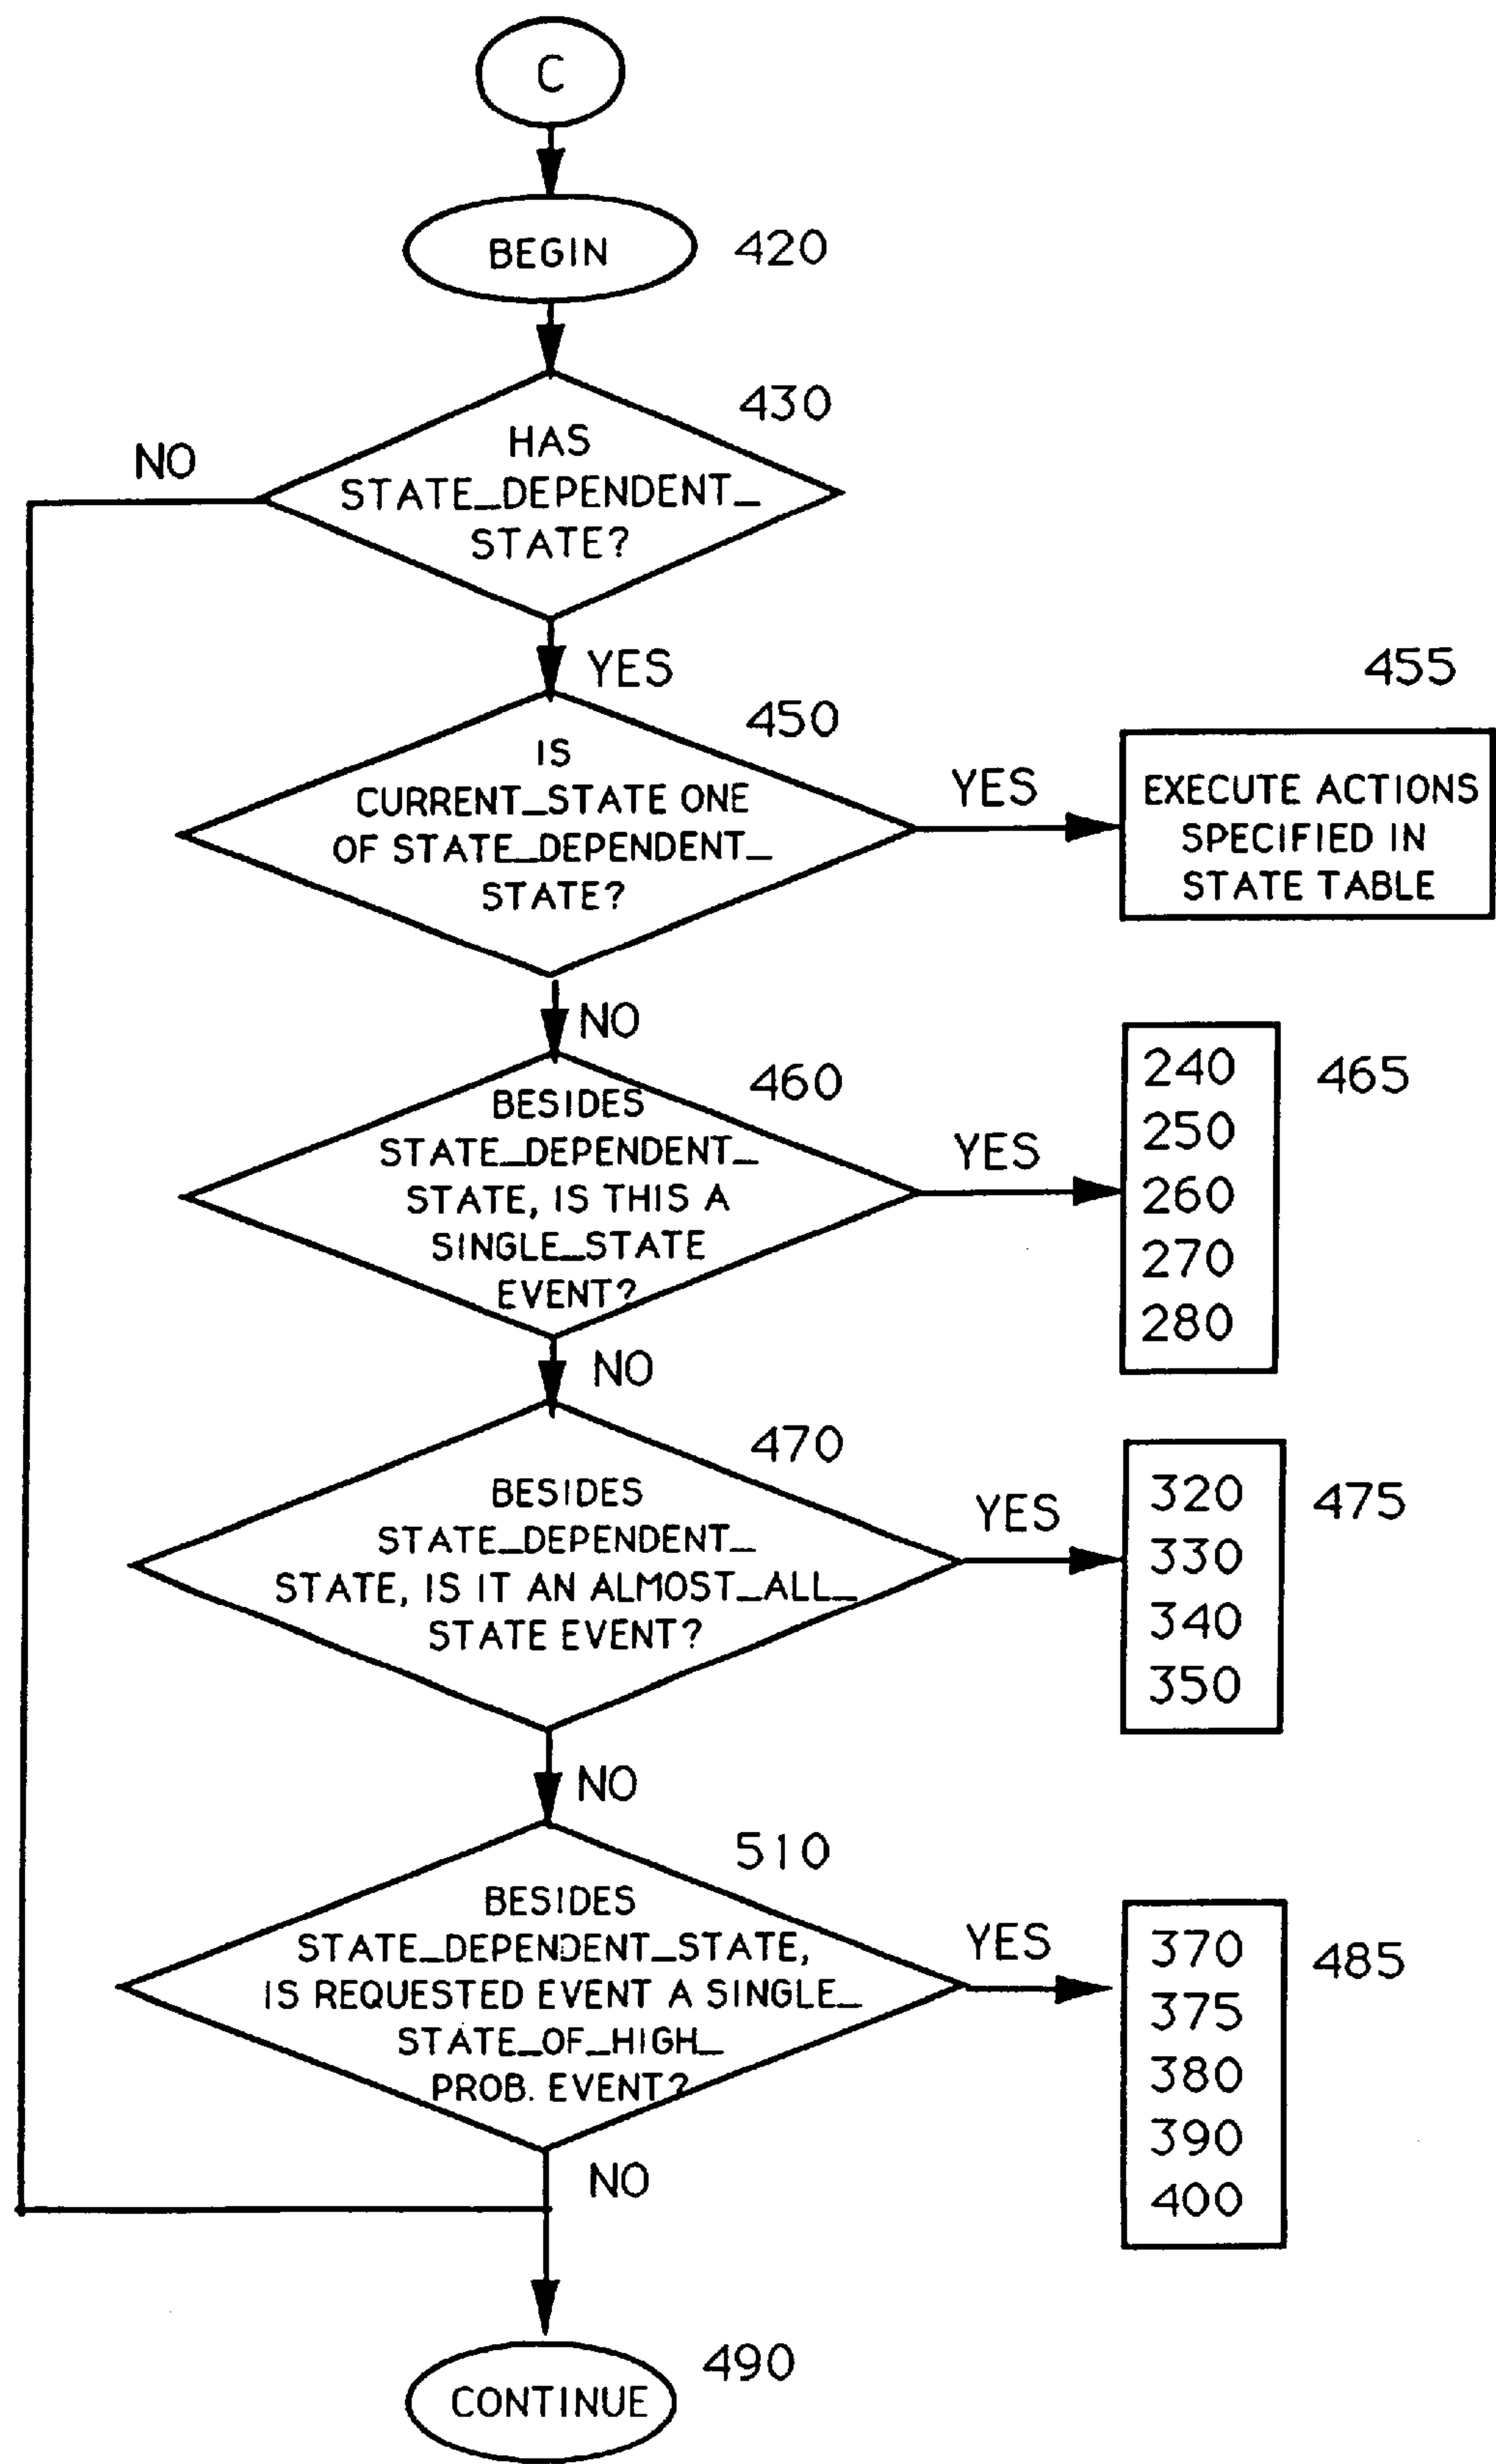 C
BEGIN
420
430
HAS
STATE_DEPENDENT_
STATE?
NO
YES
455
450
IS
CURRENT_STATE ONE
OF STATE_DEPENDENT_
STATE?
YES
EXECUTE ACTIONS
SPECIFIED IN
STATE TABLE
NO
460
BESIDES
STATE_DEPENDENT_
STATE, IS THIS A
SINGLE_STATE
EVENT?
YES
240
250
260
270
280
465
NO
470
BESIDES
STATE_DEPENDENT_
STATE, IS IT AN ALMOST_ALL_
STATE EVENT?
YES
320
330
340
350
475
NO
510
BESIDES
STATE_DEPENDENT_STATE,
IS REQUESTED EVENT A SINGLE_
STATE_OF_HIGH_
PROB. EVENT?
YES
370
375
380
390
400
485
NO
490
CONTINUE